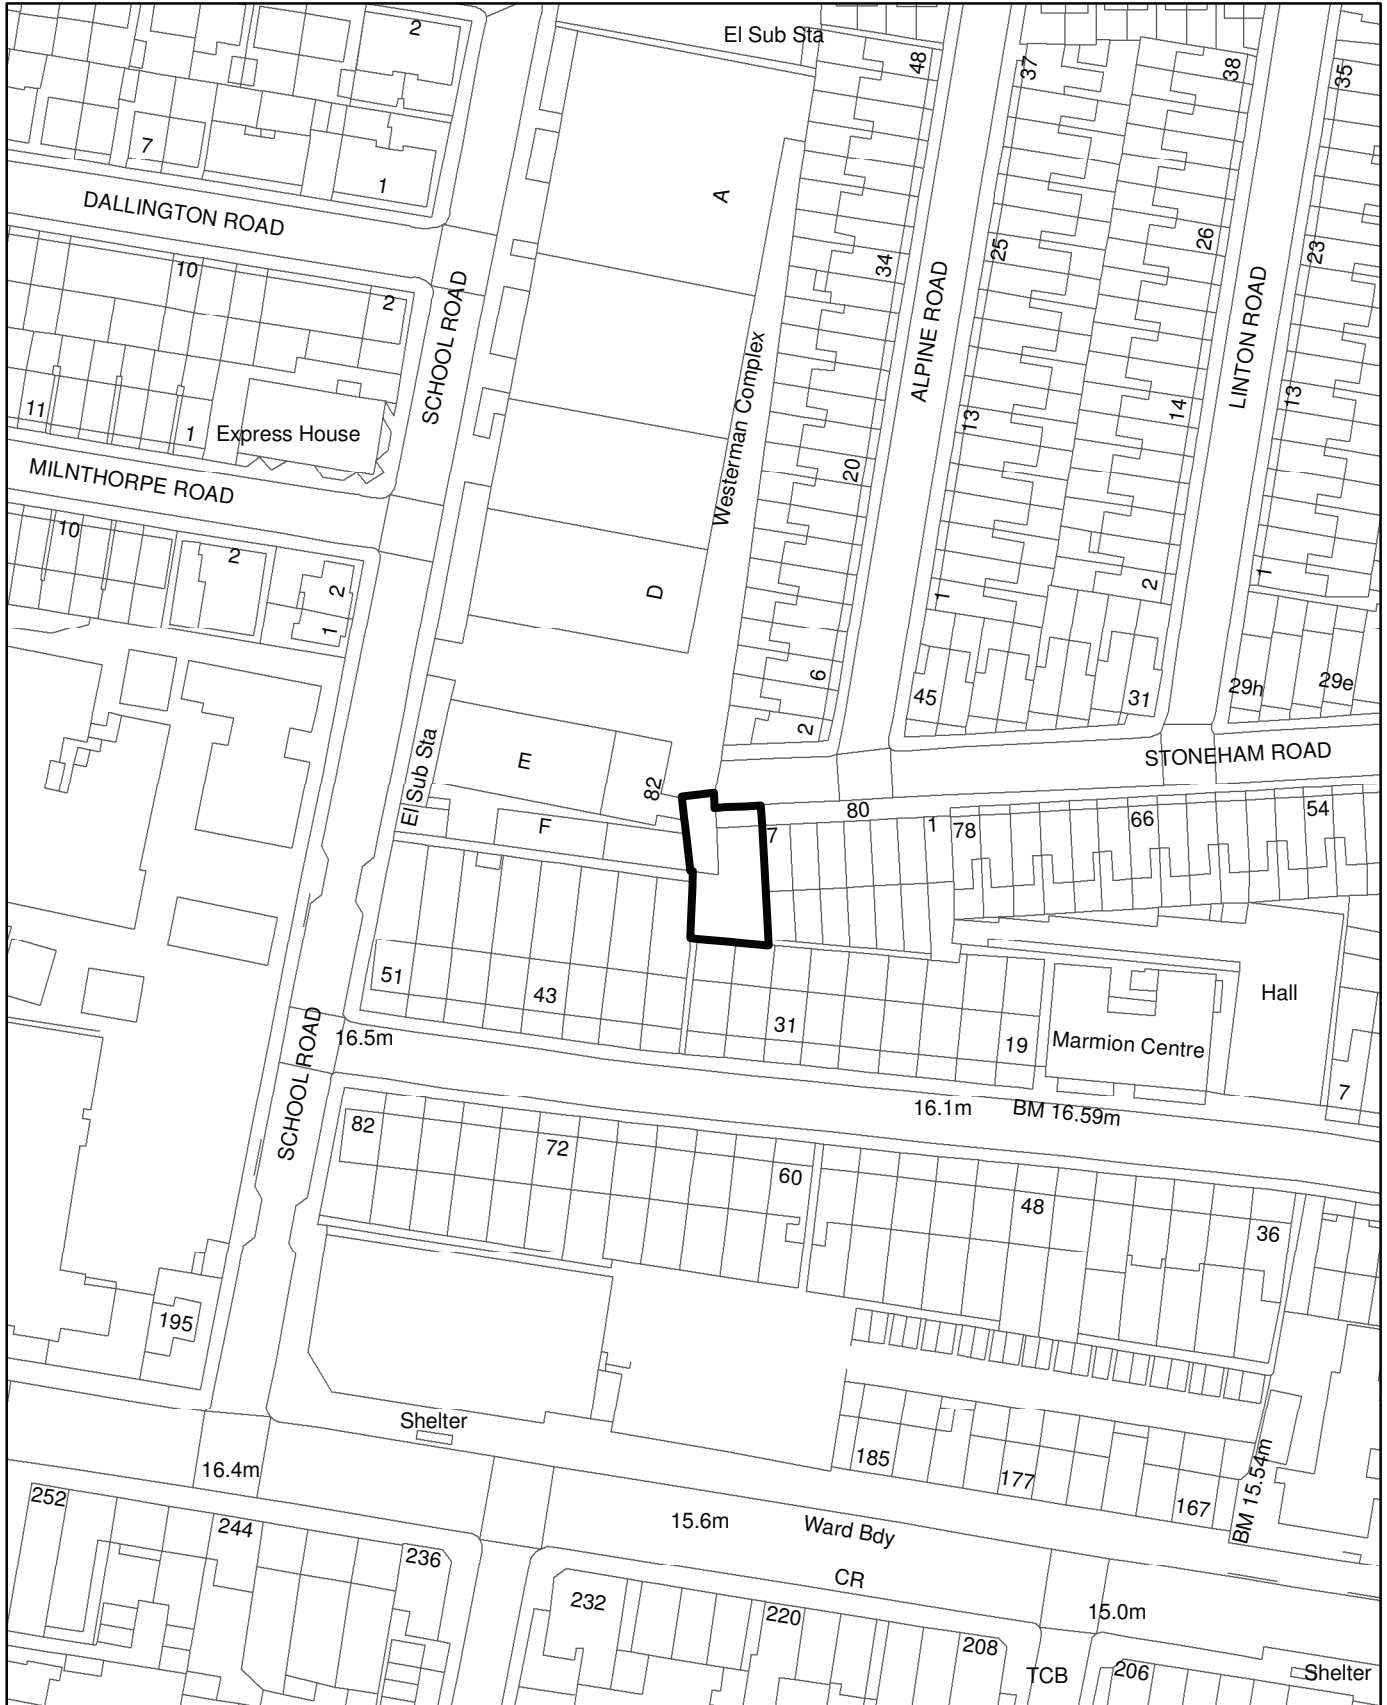 2
El Sub Sta
48
37
38
35
7
1
A
DALLINGTON ROAD
10
2
34
25
26
23
SCHOOL ROAD
ALPINE ROAD
LINTON ROAD
Westerman Complex
11
1
Express House
20
13
14
13
MILNTHORPE ROAD
10
2
2
1
D
1
2
1
6
2
45
31
29h
29e
STONEHAM ROAD
El Sub Sta
E
82
F
7
80
1
78
66
54
51
43
31
19
Marmion Centre
Hall
7
SCHOOL ROAD
16.5m
16.1m
BM 16.59m
82
72
60
48
36
195
Shelter
16.4m
185
177
167
BM 15.54m
252
244
236
15.6m
Ward Bdy
CR
232
220
208
15.0m
TCB
206
Shelter